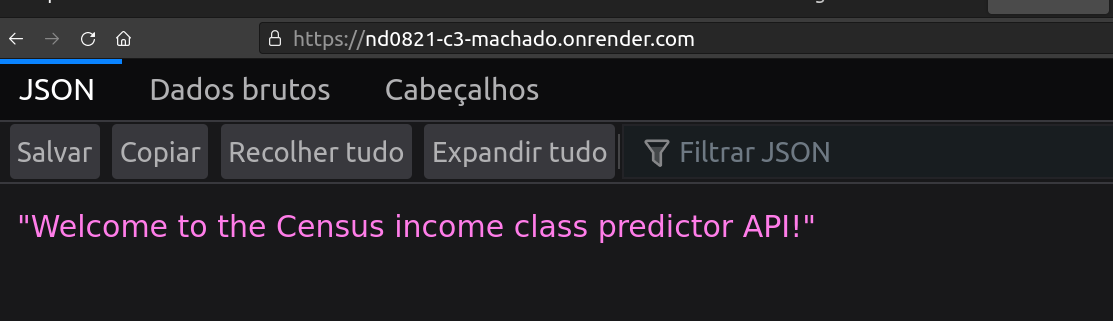 https://nd0821-c3-machado.onrender.com
JSON Dados brutos Cabeçalhos
Salvar Copiar Recolher tudo Expandir tudo Filtrar JSON
"Welcome to the Census income class predictor API!"